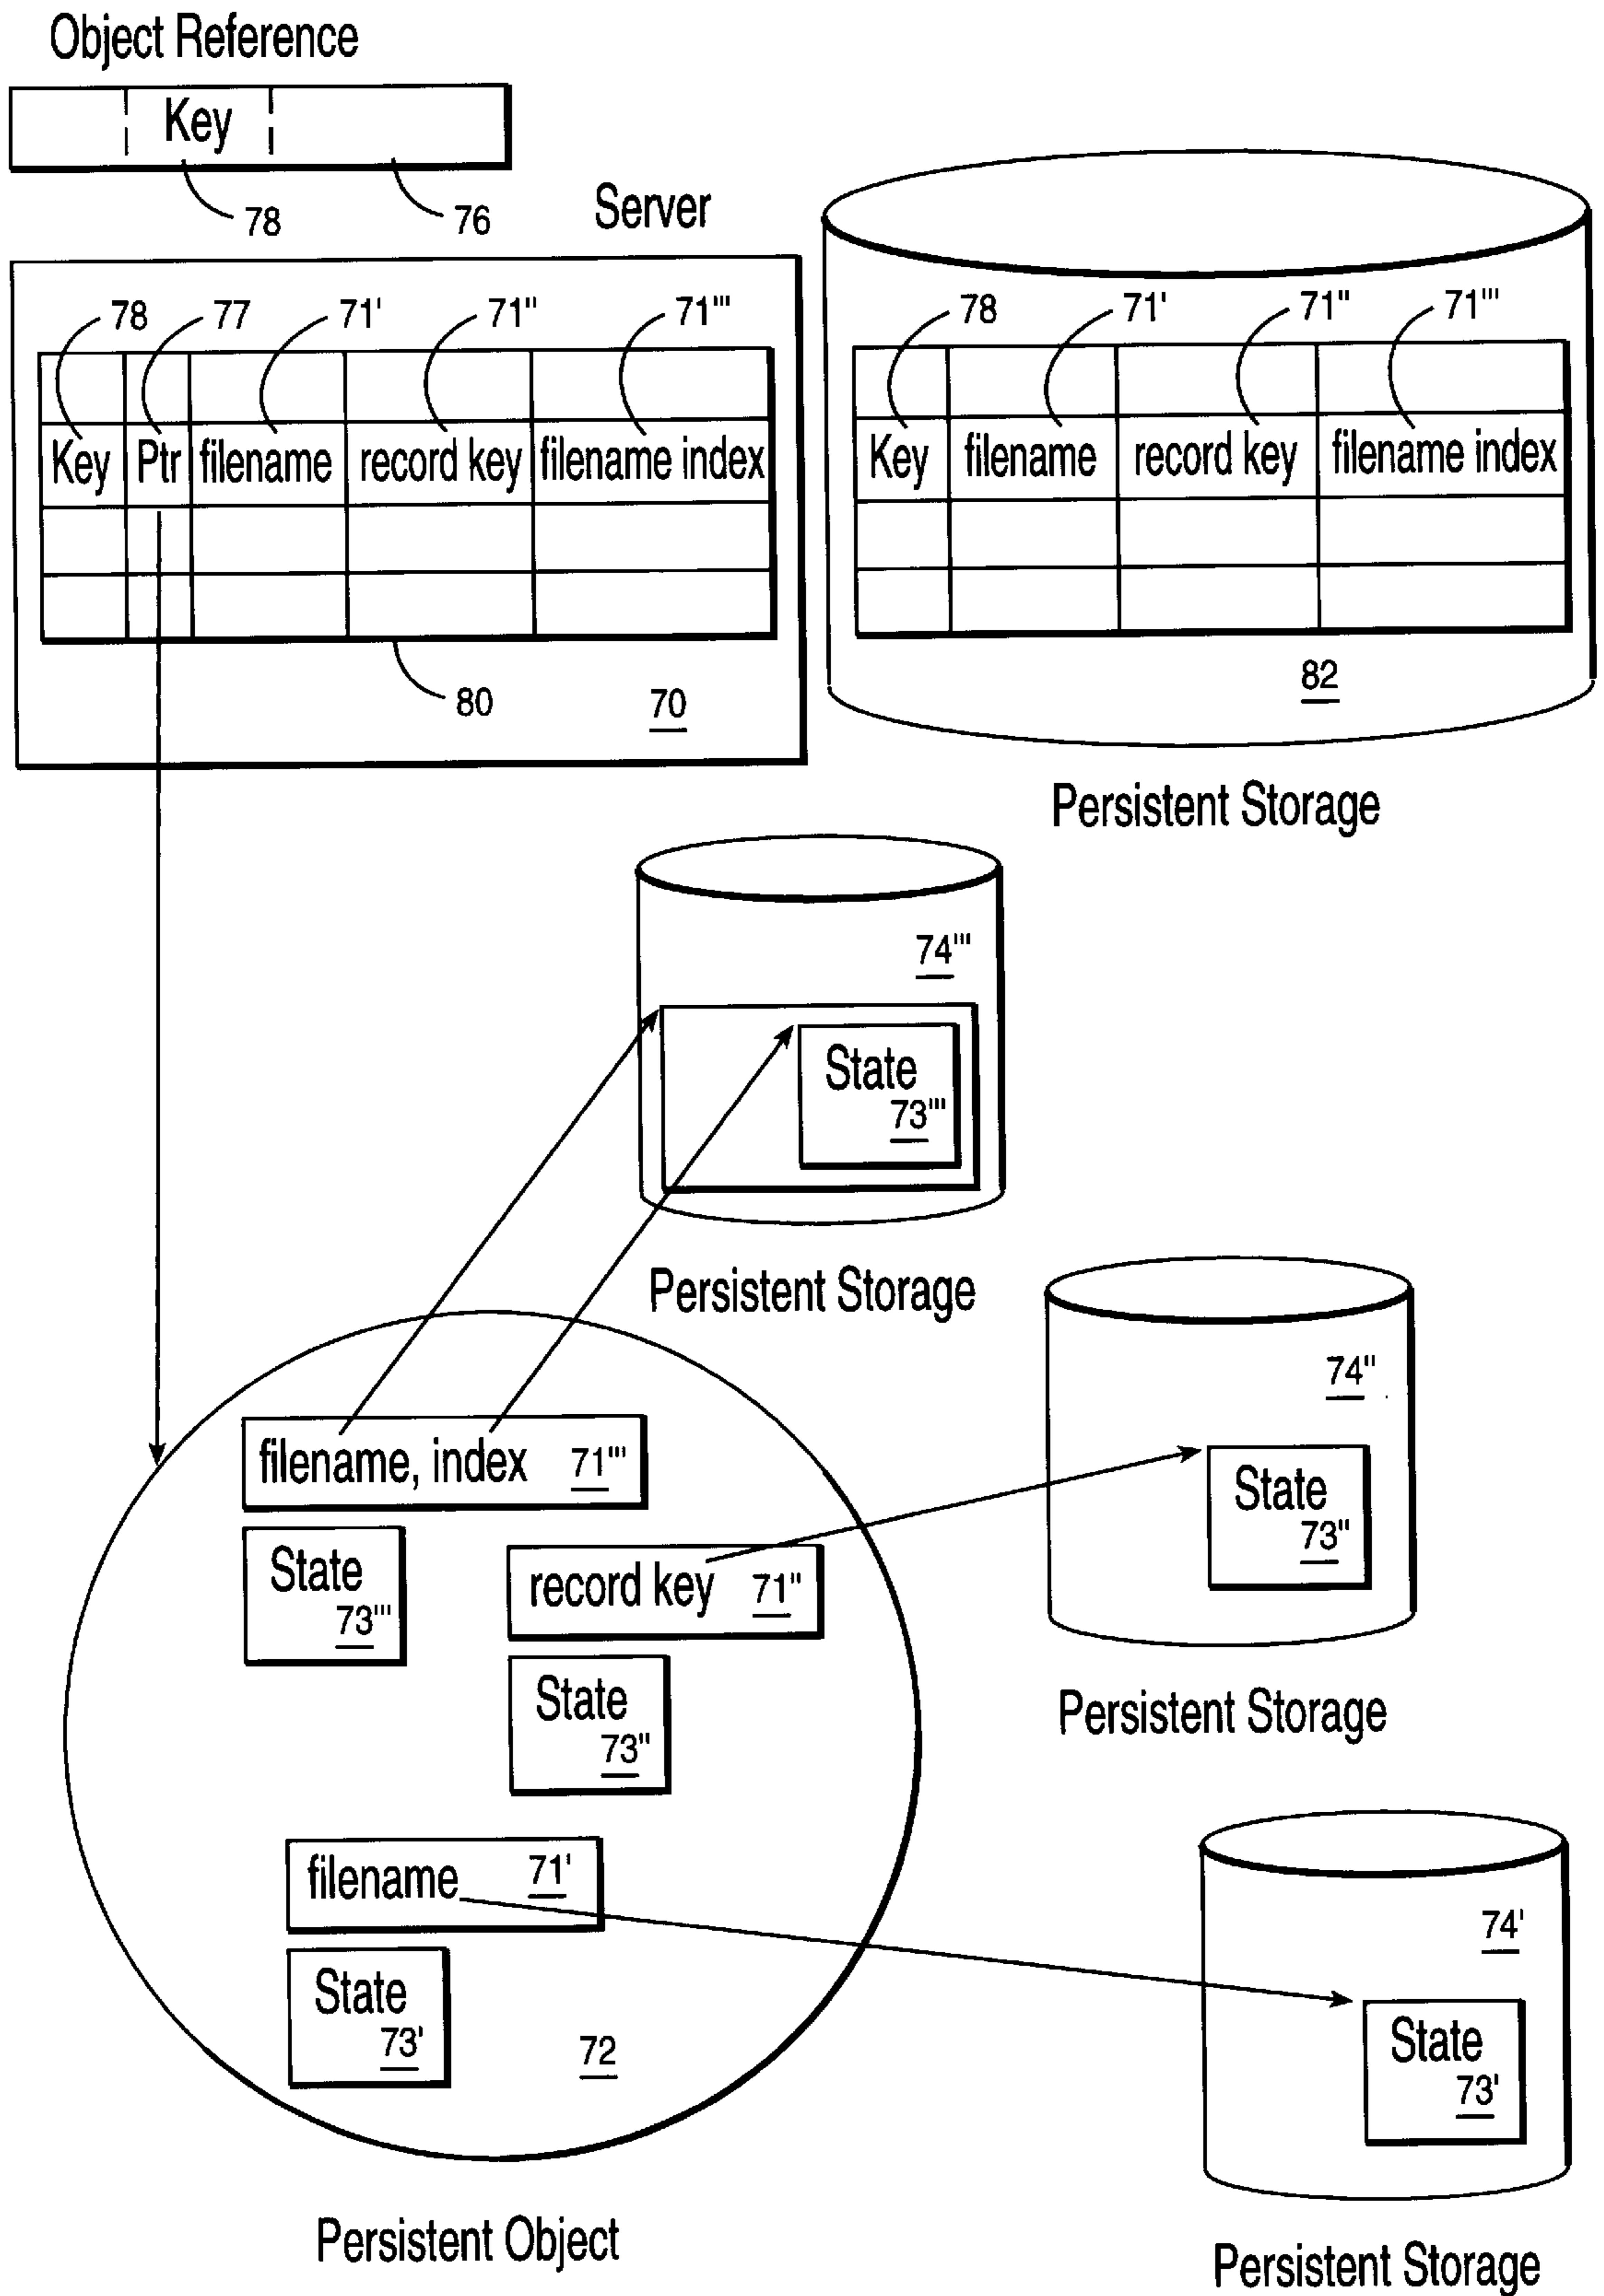 Object Reference
Key
78
76
Server
78
77
71'
71"
71'''
Key
Ptr
filename
record key
filename index
80
70
78
71'
71"
71'''
Key
filename
record key
filename index
82
Persistent Storage
74'''
State
73'''
Persistent Storage
74"
State
73"
Persistent Storage
filename, index 71'''
State
73'''
record key 71"
State
73"
filename 71'
State
73'
72
Persistent Object
74'
State
73'
Persistent Storage